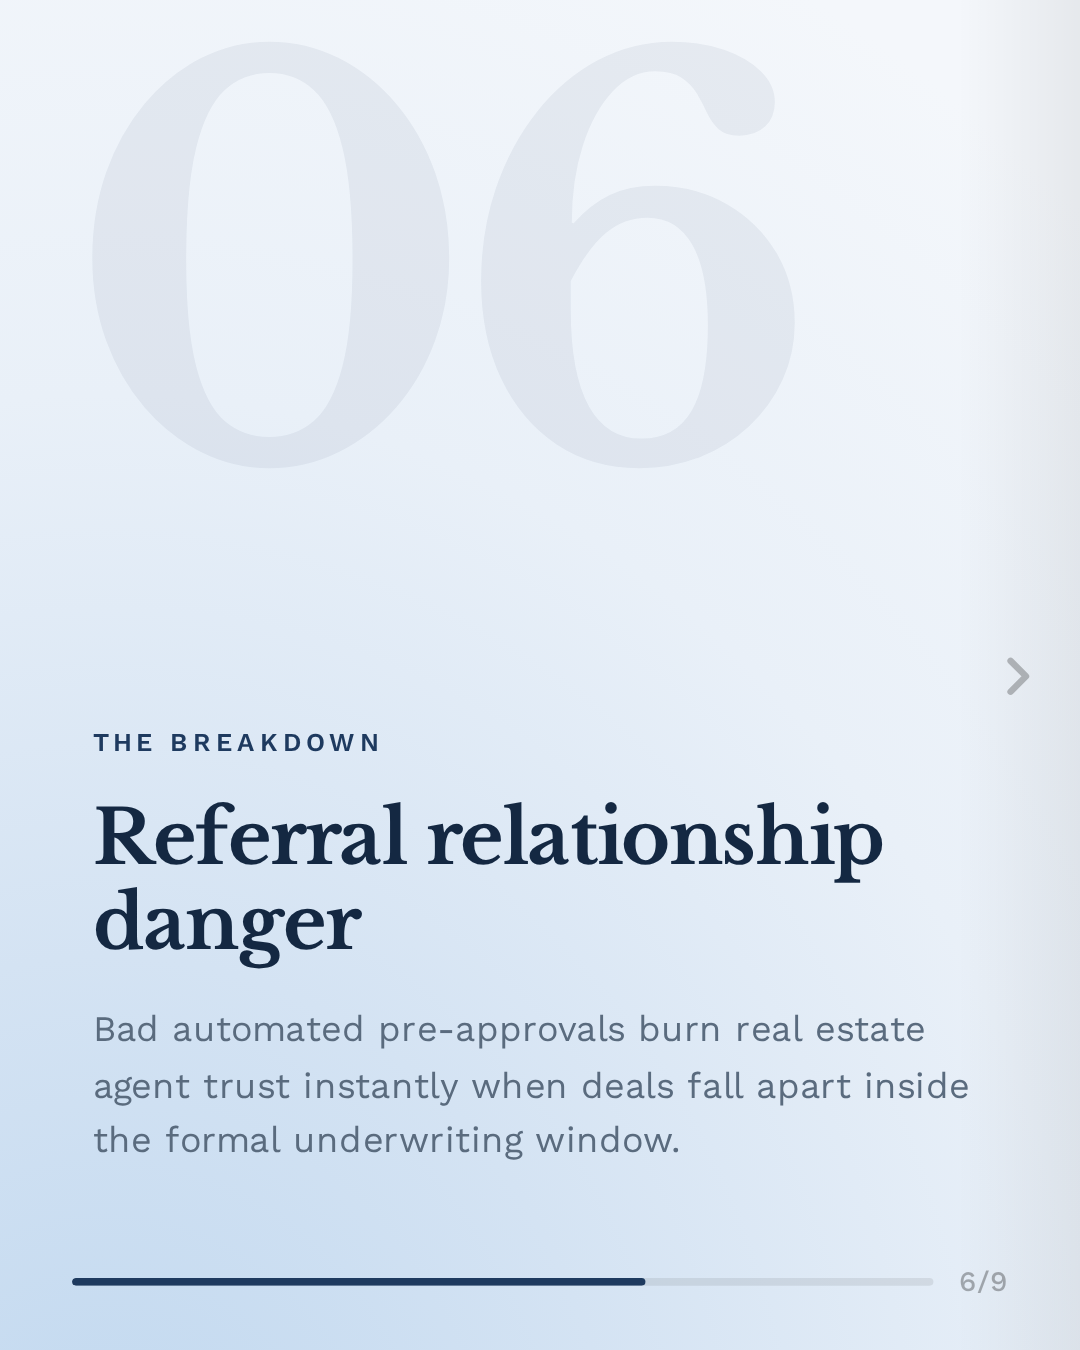 06
THE BREAKDOWN
Referral relationship
danger
Bad automated pre-approvals burn real estate
agent trust instantly when deals fall apart inside
the formal underwriting window.
6/9